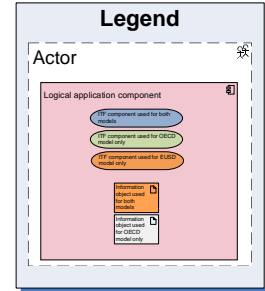 Legend
Actor
Logical application component
ITF component used for both
models
ITF component used for OECD
model only
ITF component used for EUSD
model only
Information
object used
for both
models
Information
object used
for OECD
model only